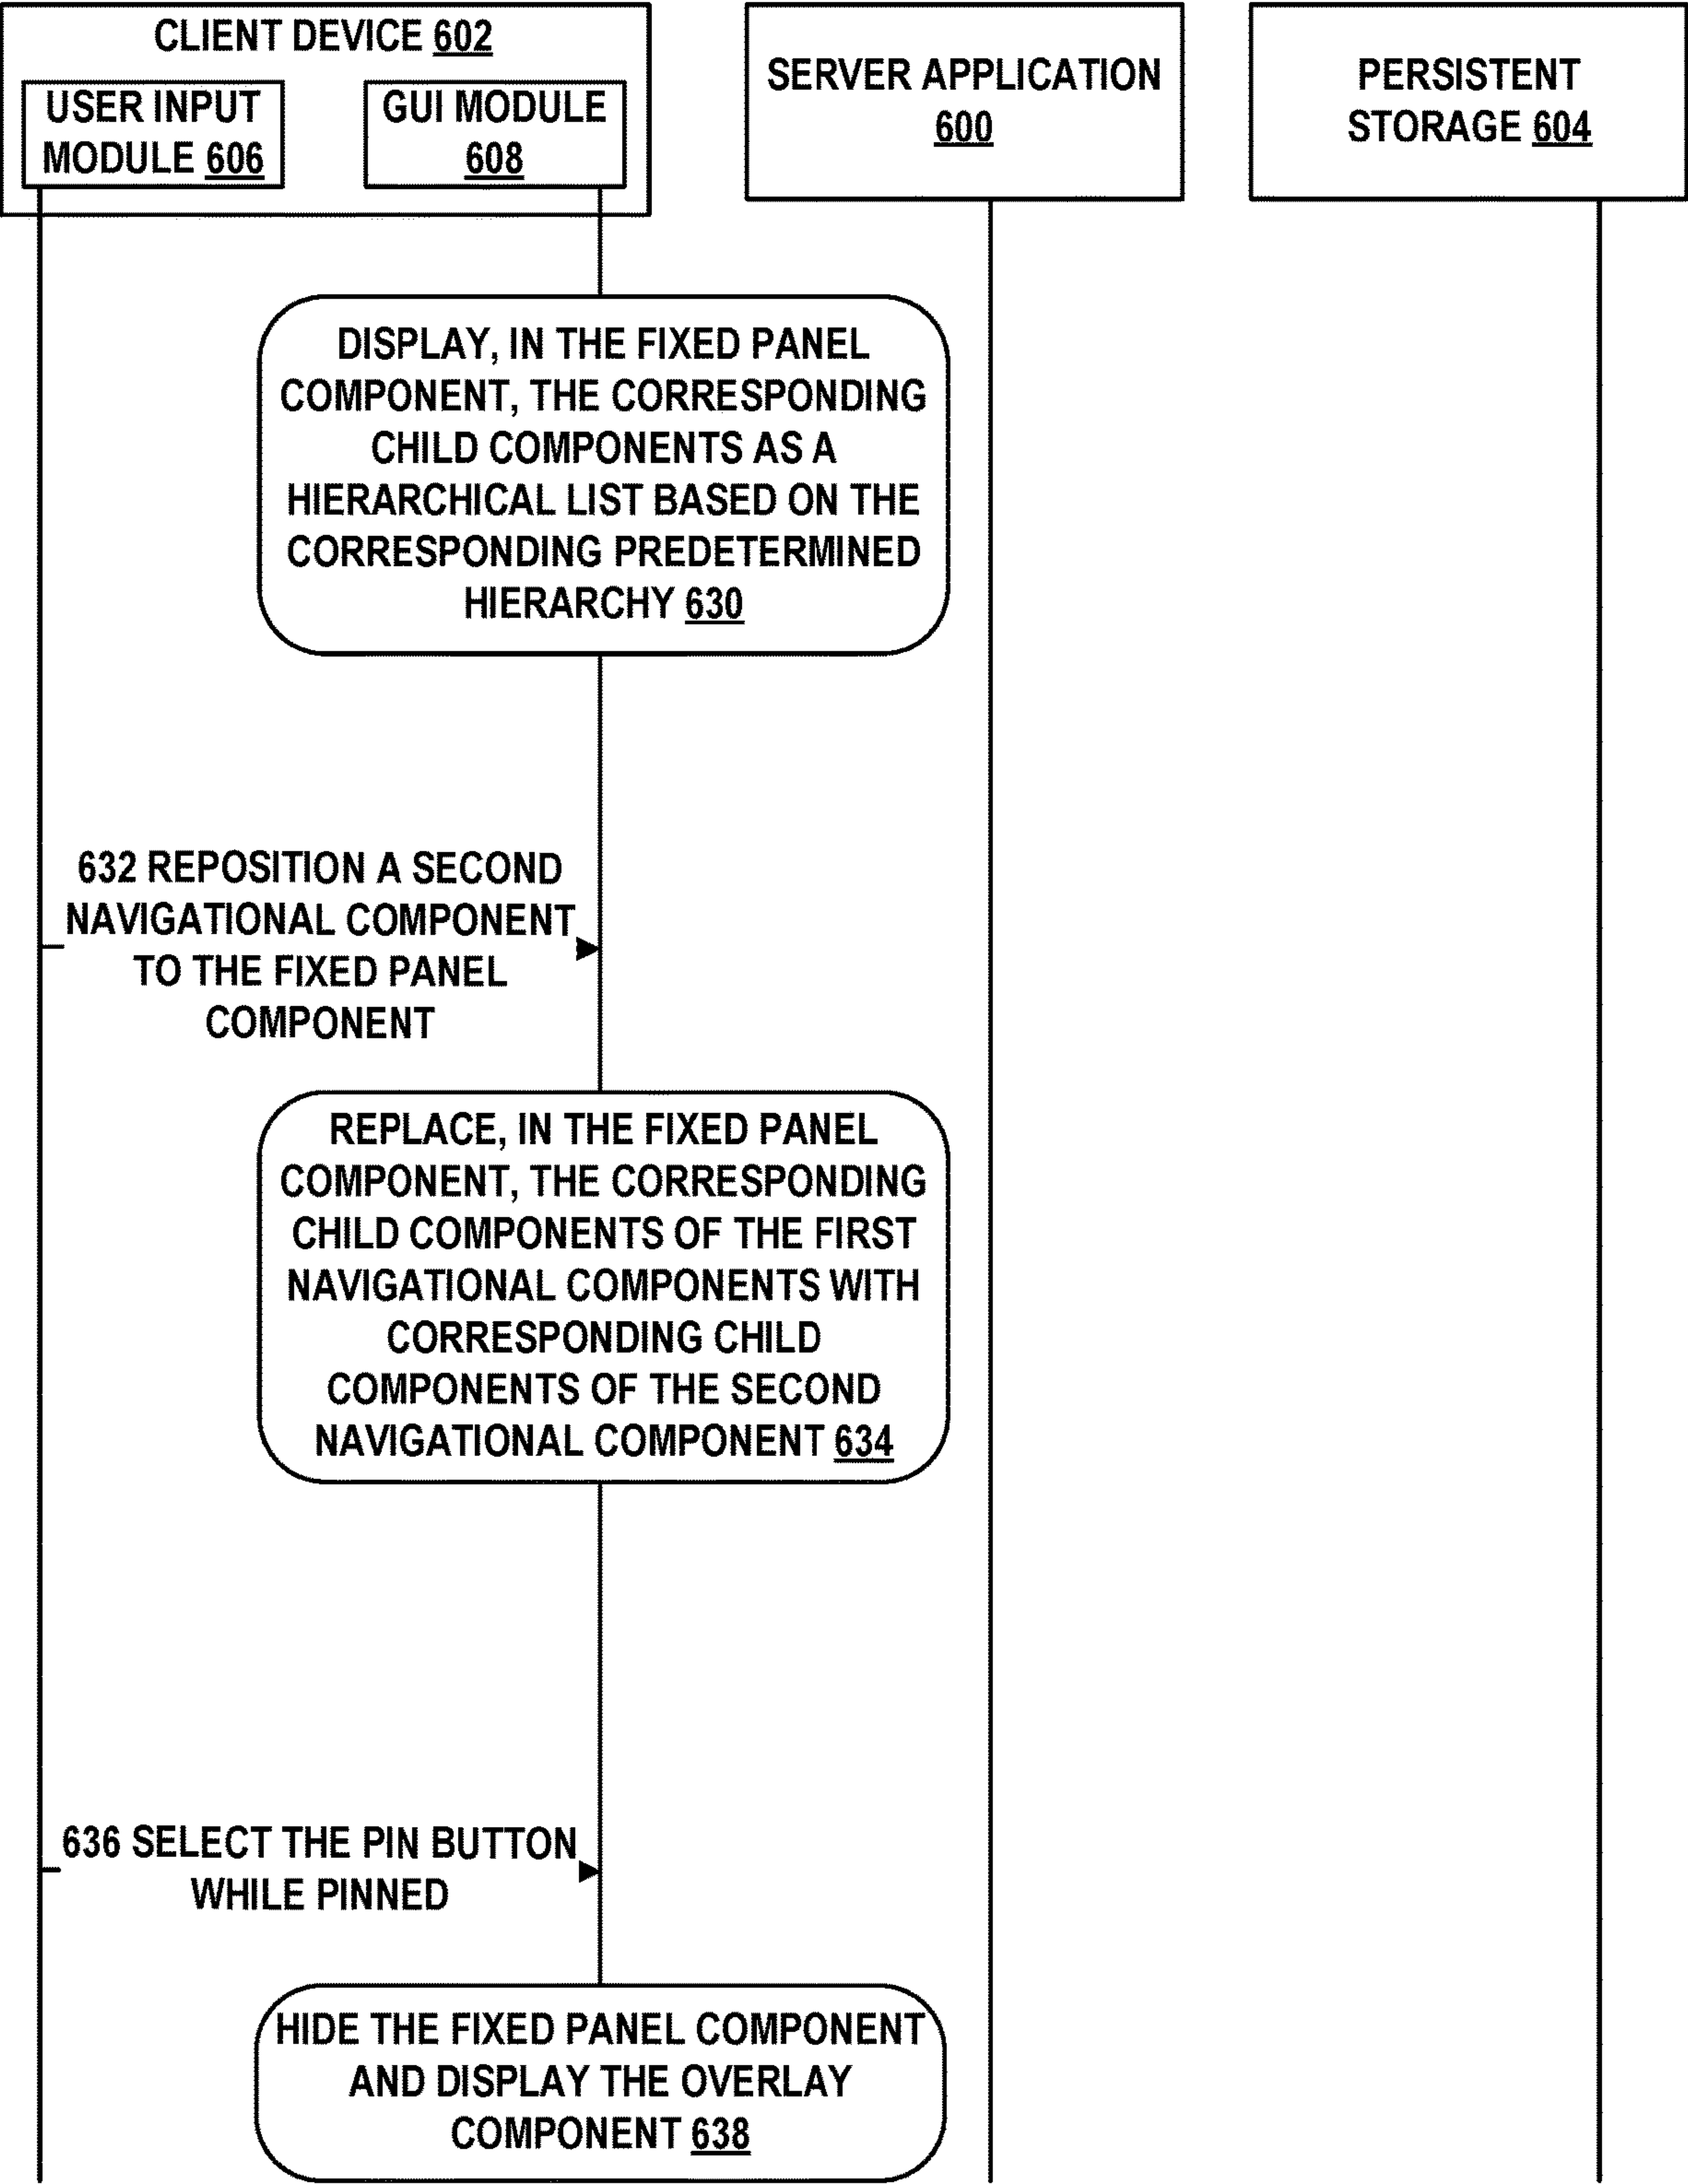 CLIENT DEVICE 602
USER INPUT
MODULE 606
GUI MODULE
608
SERVER APPLICATION
600
PERSISTENT
STORAGE 604
DISPLAY, IN THE FIXED PANEL
COMPONENT, THE CORRESPONDING
CHILD COMPONENTS AS A
HIERARCHICAL LIST BASED ON THE
CORRESPONDING PREDETERMINED
HIERARCHY 630
632 REPOSITION A SECOND
NAVIGATIONAL COMPONENT
TO THE FIXED PANEL
COMPONENT
REPLACE, IN THE FIXED PANEL
COMPONENT, THE CORRESPONDING
CHILD COMPONENTS OF THE FIRST
NAVIGATIONAL COMPONENTS WITH
CORRESPONDING CHILD
COMPONENTS OF THE SECOND
NAVIGATIONAL COMPONENT 634
636 SELECT THE PIN BUTTON
WHILE PINNED
HIDE THE FIXED PANEL COMPONENT
AND DISPLAY THE OVERLAY
COMPONENT 638